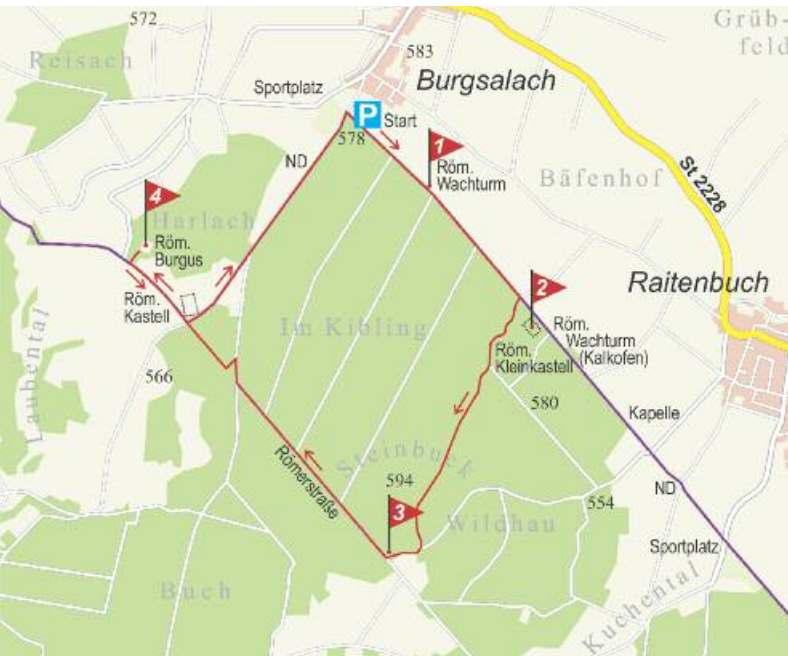 572
Grüb-
feld
Reisach
583
Sportplatz
Burgsalach
P
Start
578
ND
1
Röm.
Wachturm
Bäfenhof
St 2228
4
Harlach
Röm.
Burgus
Röm.
Kastell
2
Raitenbuch
Röm.
Wachturm
(Kalkofen)
Röm.
Kleinkastell
Im Kibling
Laubental
566
580
Kapelle
Steinbuck
594
Römerstraße
3
Wildhau
554
ND
Sportplatz
Buch
Kuchental